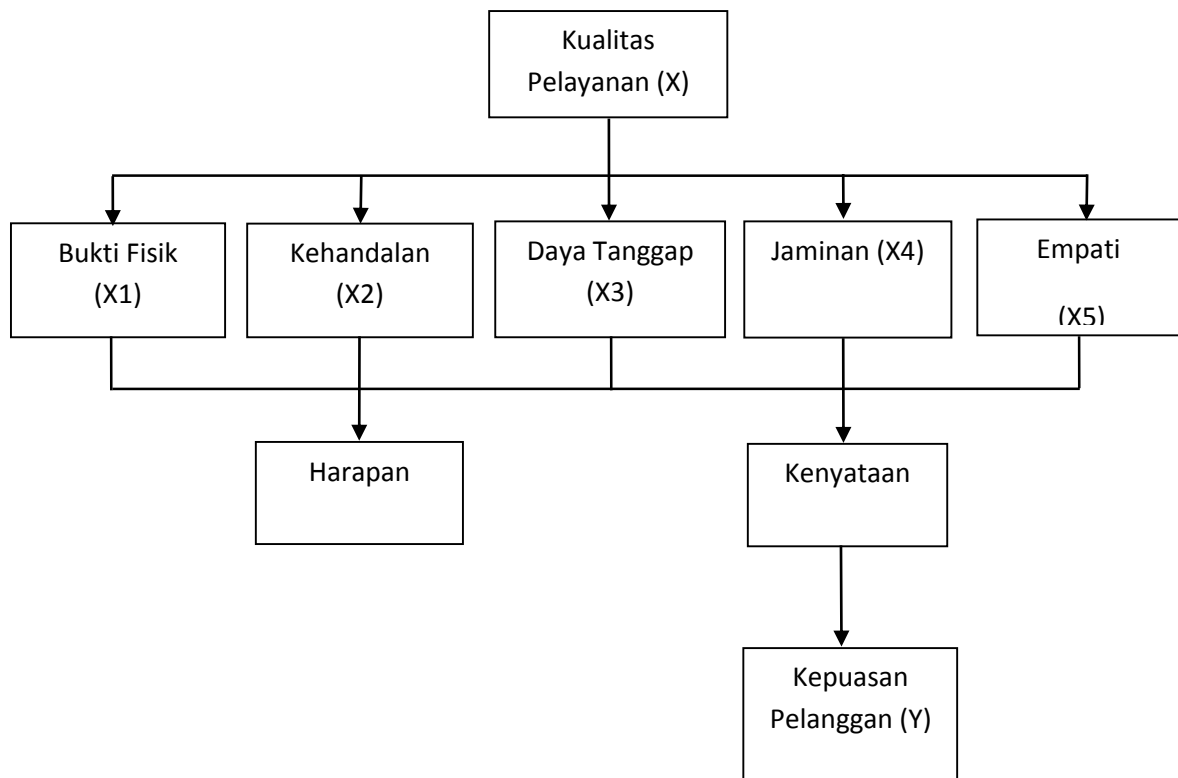 Kualitas
Pelayanan (X)
Bukti Fisik
(X1)
Kehandalan
(X2)
Daya Tanggap
(X3)
Jaminan (X4)
Empati
(X5)
Harapan
Kenyataan
Kepuasan
Pelanggan (Y)